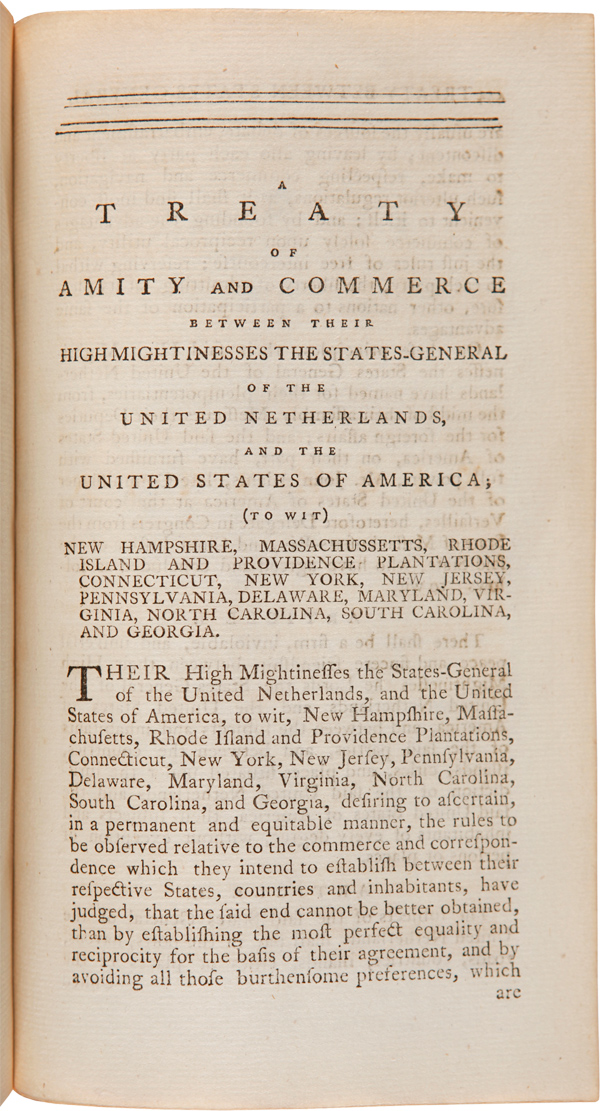 A
TREATY
OF
AMITY AND COMMERCE
BETWEEN THEIR
HIGH MIGHTINESSES THE STATES-GENERAL
OF THE
UNITED NETHERLANDS,
AND THE
UNITED STATES OF AMERICA;
(TO WIT)
NEW HAMPSHIRE, MASSACHUSSETTS, RHODE
ISLAND AND PROVIDENCE PLANTATIONS,
CONNECTICUT, NEW YORK, NEW JERSEY,
PENNSYLVANIA, DELAWARE, MARYLAND, VIR-
GINIA, NORTH CAROLINA, SOUTH CAROLINA,
AND GEORGIA.
THEIR High Mightineſſes the States-General
of the United Netherlands, and the United
States of America, to wit, New Hampſhire, Maſſa-
chuſetts, Rhode Iſland and Providence Plantations,
Connecticut, New York, New Jerſey, Pennſylvania,
Delaware, Maryland, Virginia, North Carolina,
South Carolina, and Georgia, deſiring to aſcertain,
in a permanent and equitable manner, the rules to
be obſerved relative to the commerce and correſpon-
dence which they intend to eſtabliſh between their
reſpective States, countries and inhabitants, have
judged, that the ſaid end cannot be better obtained,
than by eſtabliſhing the moſt perfect equality and
reciprocity for the baſis of their agreement, and by
avoiding all thoſe burthenſome preferences, which
are